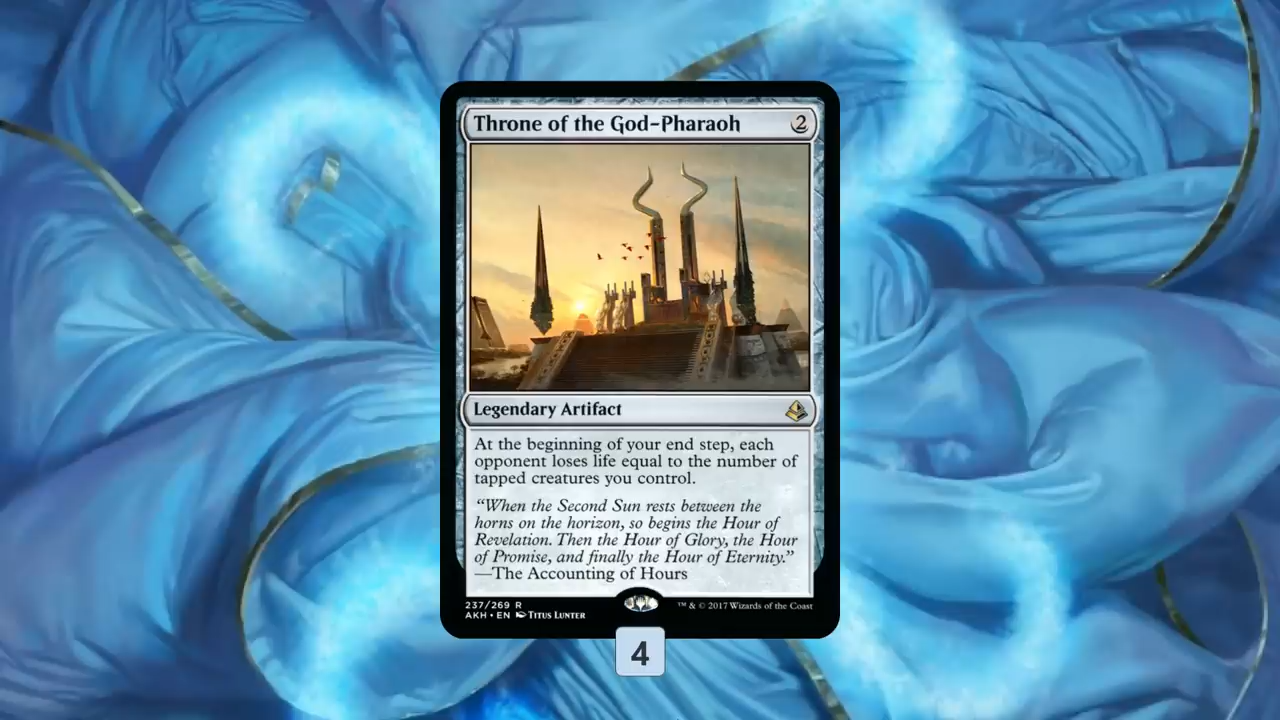 Throne of the God-Pharaoh 2
Legendary Artifact
At the beginning of your end step, each
opponent loses life equal to the number of
tapped creatures you control.
“When the Second Sun rests between the
horns on the horizon, so begins the Hour of
Revelation. Then the Hour of Glory, the Hour
of Promise, and finally the Hour of Eternity.”
—The Accounting of Hours
237/269 R
AKH • EN Titus Lunter
™ & © 2017 Wizards of the Coast
4